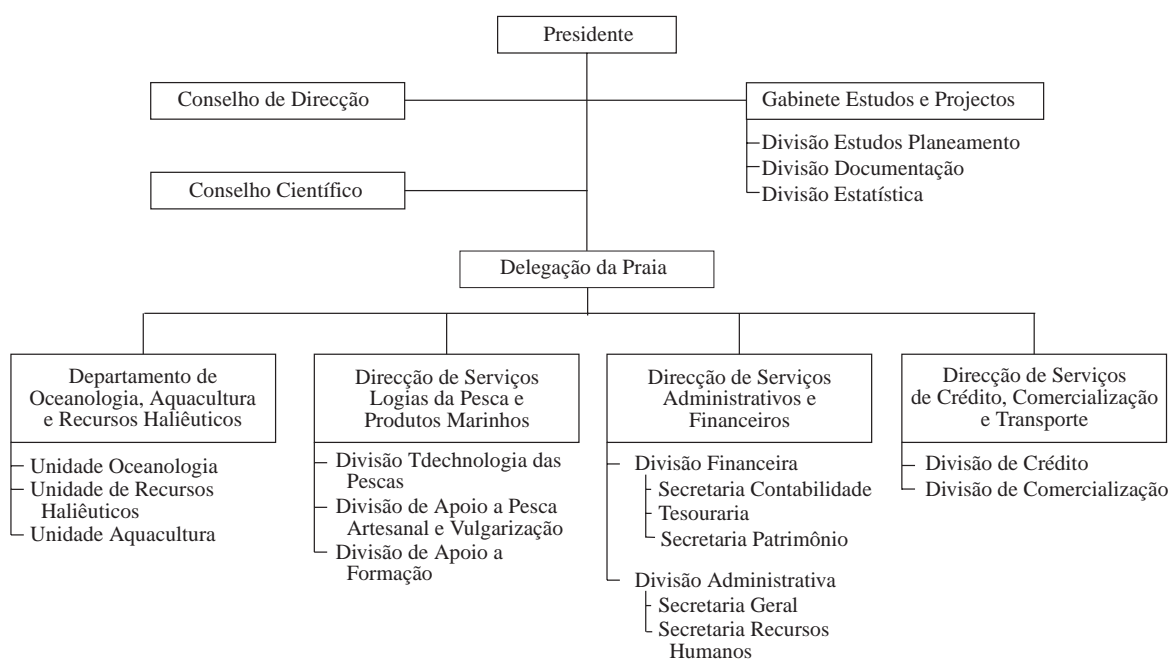 Presidente
Conselho de Direcção
Gabinete Estudos e Projectos
Divisão Estudos Planeamento
Divisão Documentação
Divisão Estatística
Conselho Científico
Delegação da Praia
Departamento de
Oceanologia, Aquacultura
e Recursos Haliêuticos
Unidade Oceanologia
Unidade de Recursos
Haliêuticos
Unidade Aquacultura
Direcção de Serviços
Logias da Pesca e
Produtos Marinhos
Divisão Tdechnologia das
Pescas
Divisão de Apoio a Pesca
Artesanal e Vulgarização
Divisão de Apoio a
Formação
Direcção de Serviços
Administrativos e
Financeiros
Divisão Financeira
Secretaria Contabilidade
Tesouraria
Secretaria Patrimônio
Divisão Administrativa
Secretaria Geral
Secretaria Recursos
Humanos
Direcção de Serviços
de Crédito, Comercialização
e Transporte
Divisão de Crédito
Divisão de Comercialização